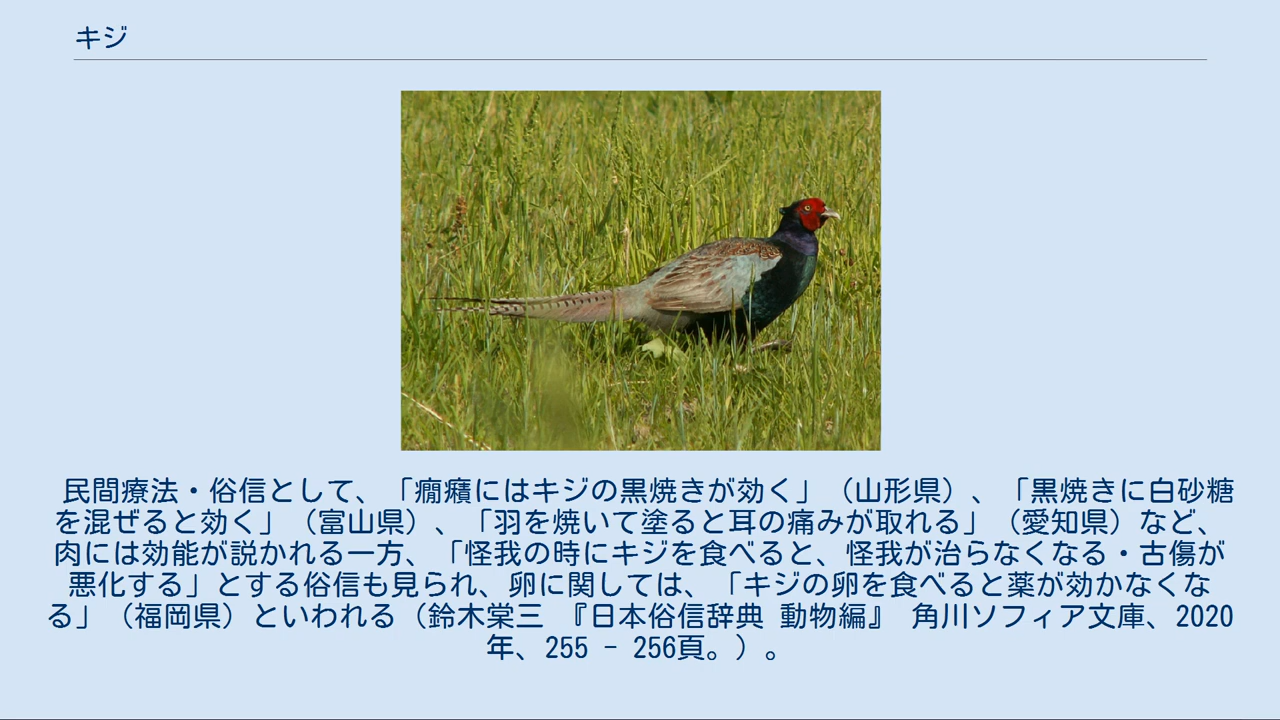 キジ
民間療法・俗信として、「癇癪にはキジの黒焼きが効く」（山形県）、「黒焼きに白砂糖
を混ぜると効く」（富山県）、「羽を焼いて塗ると耳の痛みが取れる」（愛知県）など、
肉には効能が説かれる一方、「怪我の時にキジを食べると、怪我が治らなくなる・古傷が
悪化する」とする俗信も見られ、卵に関しては、「キジの卵を食べると薬が効かなくな
る」（福岡県）といわれる（鈴木棠三 『日本俗信辞典 動物編』 角川ソフィア文庫、2020
年、255 - 256頁。）。